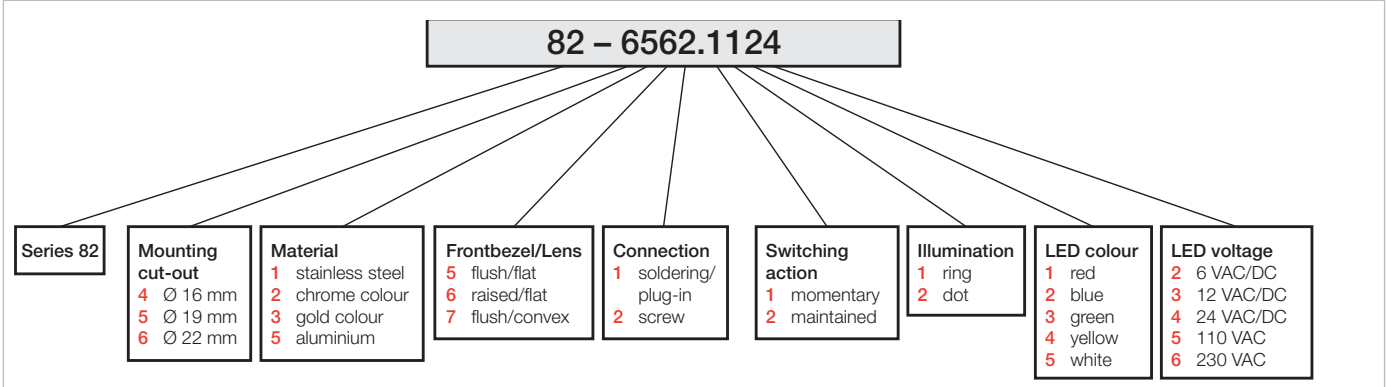 82 – 6562.1124
Series 82
Mounting
cut-out
4 Ø 16 mm
5 Ø 19 mm
6 Ø 22 mm
Material
1 stainless steel
2 chrome colour
3 gold colour
5 aluminium
Frontbezel/Lens
5 flush/flat
6 raised/flat
7 flush/convex
Connection
1 soldering/
plug-in
2 screw
Switching
action
1 momentary
2 maintained
Illumination
1 ring
2 dot
LED colour
1 red
2 blue
3 green
4 yellow
5 white
LED voltage
2 6 VAC/DC
3 12 VAC/DC
4 24 VAC/DC
5 110 VAC
6 230 VAC